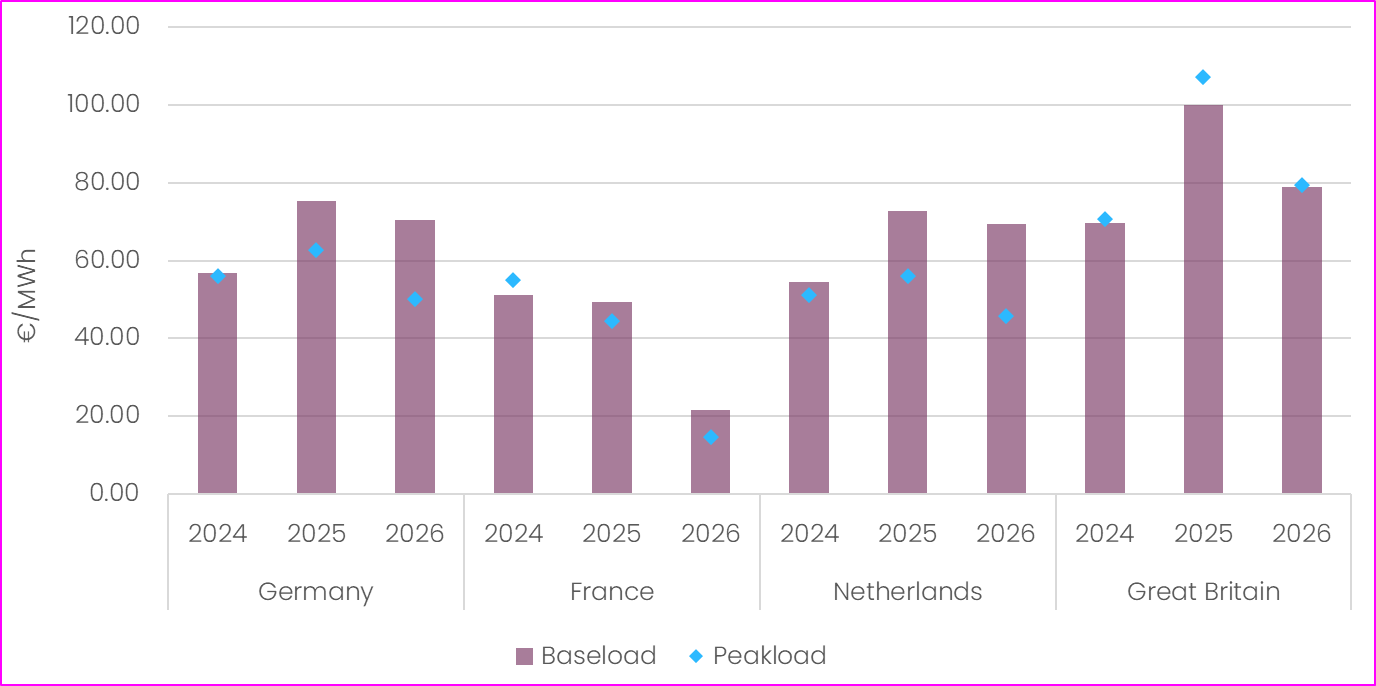 120.00
100.00
80.00
60.00
40.00
20.00
0.00
€/MWh
2024 2025 2026 2024 2025 2026 2024 2025 2026 2024 2025 2026
Germany France Netherlands Great Britain
Baseload Peakload